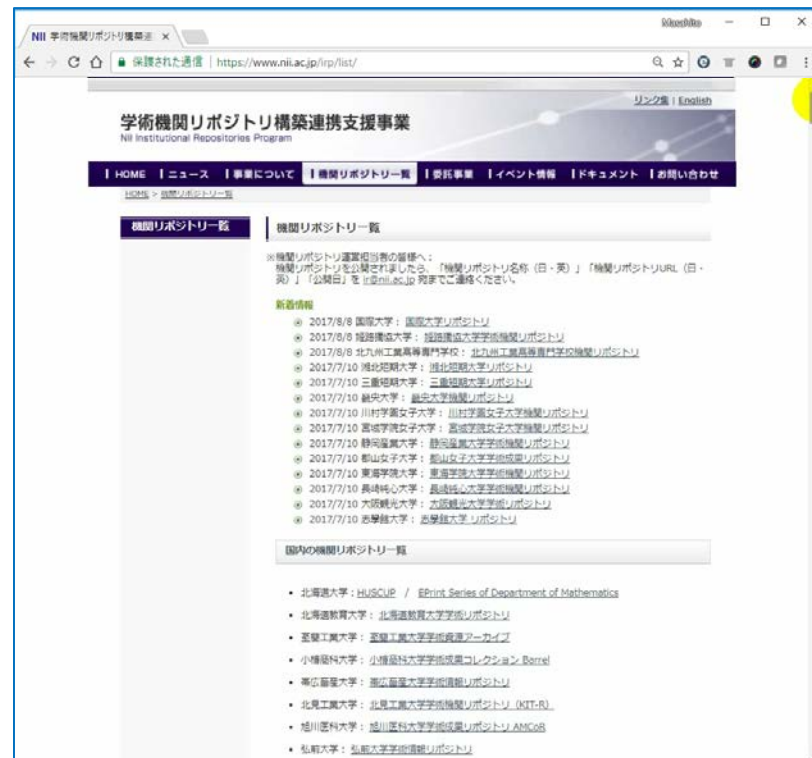 NII 学術機関リポジトリ構築連
保護された通信 | https://www.nii.ac.jp/irp/list/
リンク集 | English
学術機関リポジトリ構築連携支援事業
NII Institutional Repositories Program
HOME | ニュース | 事業について | 機関リポジトリ一覧 | 委託事業 | イベント情報 | ドキュメント | お問い合わせ
HOME > 機関リポジトリ一覧
機関リポジトリ一覧
機関リポジトリ一覧
※機関リポジトリ運営担当者の皆様へ：
機関リポジトリを公開されましたら、「機関リポジトリ名称（日・英）」「機関リポジトリURL（日・
英）」「公開日」を ir@nii.ac.jp 宛までご連絡ください。
新着情報
2017/8/8 国際大学： 国際大学リポジトリ
2017/8/8 姫路獨協大学： 姫路獨協大学学術機関リポジトリ
2017/8/8 北九州工業高等専門学校： 北九州工業高等専門学校機関リポジトリ
2017/7/10 湘北短期大学： 湘北短期大学リポジトリ
2017/7/10 三重短期大学： 三重短期大学リポジトリ
2017/7/10 畿央大学： 畿央大学機関リポジトリ
2017/7/10 川村学園女子大学： 川村学園女子大学機関リポジトリ
2017/7/10 宮城学院女子大学： 宮城学院女子大学機関リポジトリ
2017/7/10 静岡産業大学： 静岡産業大学学術機関リポジトリ
2017/7/10 郡山女子大学： 郡山女子大学学術成果リポジトリ
2017/7/10 東海学院大学： 東海学院大学学術機関リポジトリ
2017/7/10 長崎純心大学： 長崎純心大学学術機関リポジトリ
2017/7/10 大阪観光大学： 大阪観光大学学術リポジトリ
2017/7/10 志學館大学： 志學館大学 リポジトリ
国内の機関リポジトリ一覧
北海道大学：HUSCUP / EPrint Series of Department of Mathematics
北海道教育大学： 北海道教育大学学術リポジトリ
室蘭工業大学： 室蘭工業大学学術資源アーカイブ
小樽商科大学： 小樽商科大学学術成果コレクション Barrel
帯広畜産大学： 帯広畜産大学学術情報リポジトリ
北見工業大学： 北見工業大学学術機関リポジトリ（KIT-R）
旭川医科大学： 旭川医科大学学術成果リポジトリ AMCoR
弘前大学： 弘前大学学術情報リポジトリ